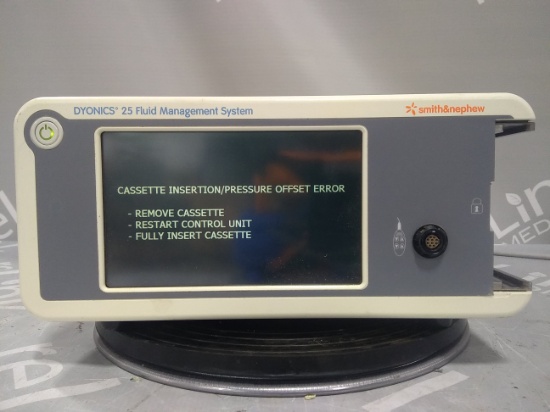 DYONICS® 25 Fluid Management System
smith&nephew
CASSETTE INSERTION/PRESSURE OFFSET ERROR
- REMOVE CASSETTE
- RESTART CONTROL UNIT
- FULLY INSERT CASSETTE